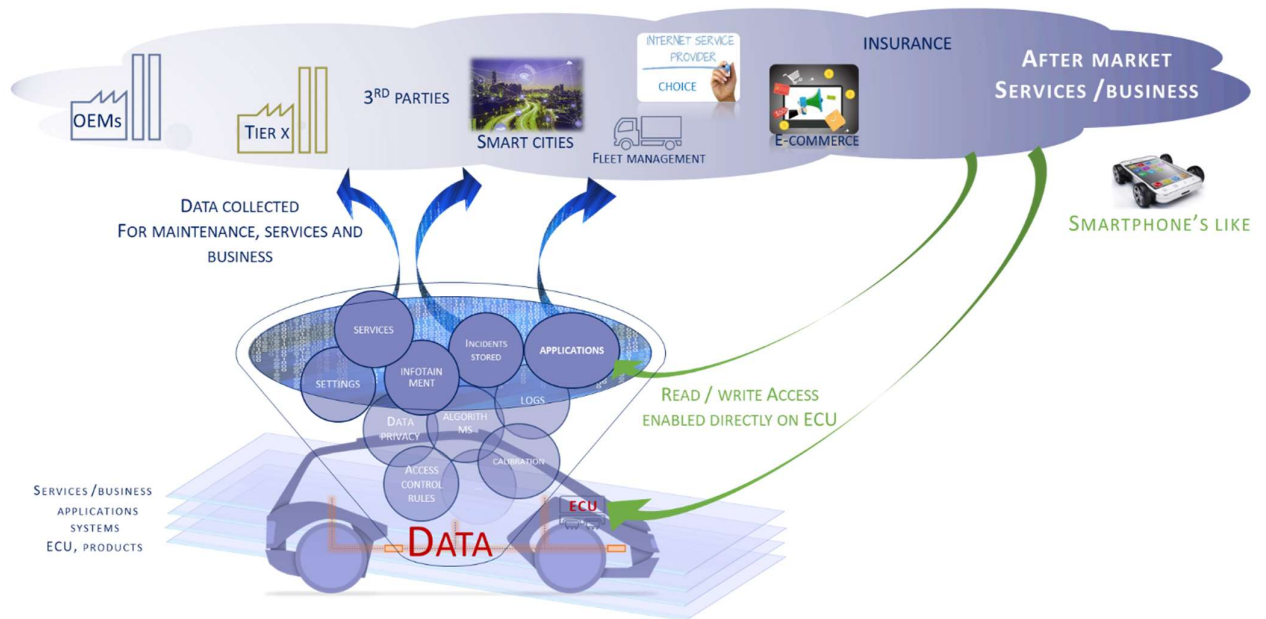 INTERNET SERVICE
PROVIDER
CHOICE
INSURANCE
AFTER MARKET
SERVICES /BUSINESS
OEMs
TIER X
3RD PARTIES
SMART CITIES
FLEET MANAGEMENT
E-COMMERCE
SMARTPHONE'S LIKE
DATA COLLECTED
FOR MAINTENANCE, SERVICES AND
BUSINESS
SERVICES
INCIDENTS
STORED
APPLICATIONS
SETTINGS
INFOTAIN
MENT
LOGS
DATA
PRIVACY
ALGORITH
MS
CALIBRATION
ACCESS
CONTROL
RULES
READ / WRITE ACCESS
ENABLED DIRECTLY ON ECU
SERVICES /BUSINESS
APPLICATIONS
SYSTEMS
ECU, PRODUCTS
ECU
DATA